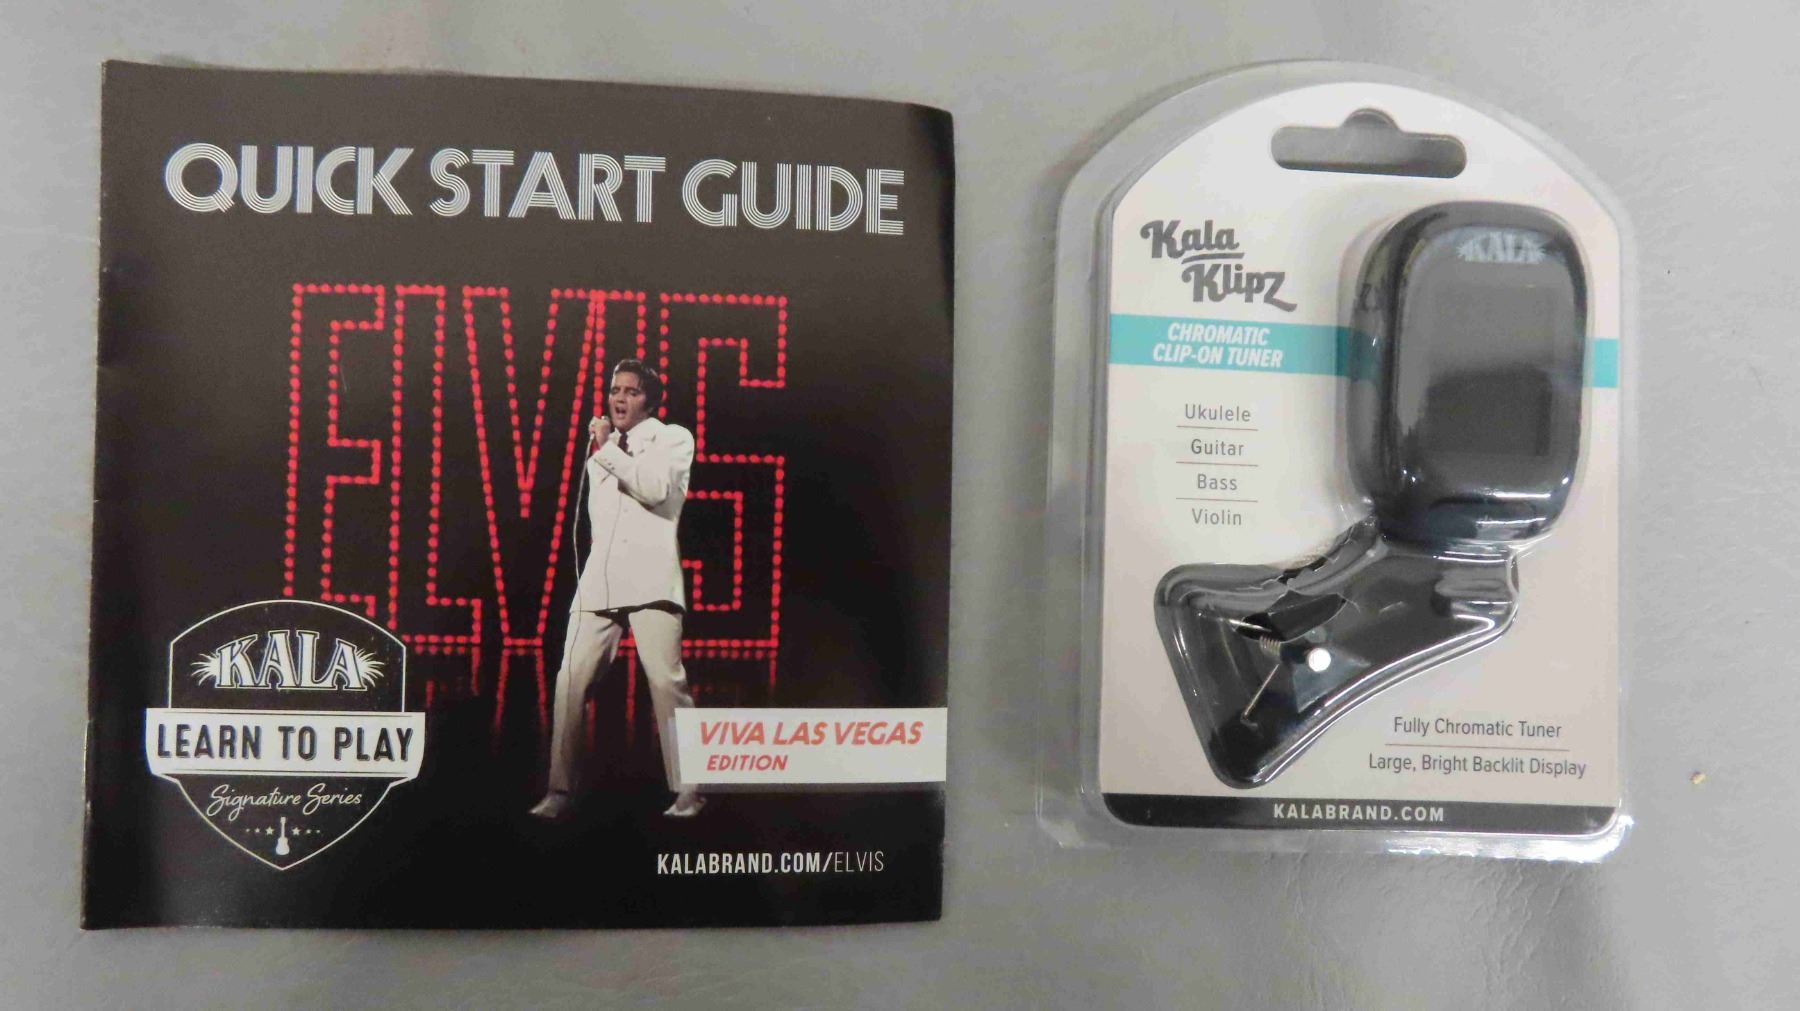 QUICK START GUIDE
ELVIS
KALA
LEARN TO PLAY
Signature Series
VIVA LAS VEGAS
EDITION
KALABRAND.COM/ELVIS
Kala
Klipz
CHROMATIC
CLIP-ON TUNER
Ukulele
Guitar
Bass
Violin
KALA
Fully Chromatic Tuner
Large, Bright Backlit Display
KALABRAND.COM